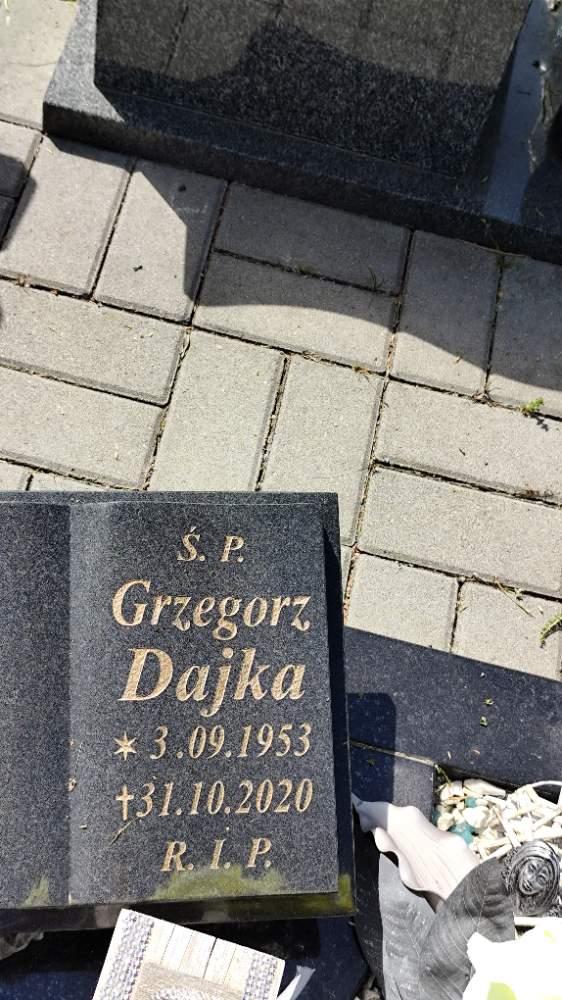 Ś. P.
Grzegorz
Dajka
* 3.09.1953
†31.10.2020
R. I. P.